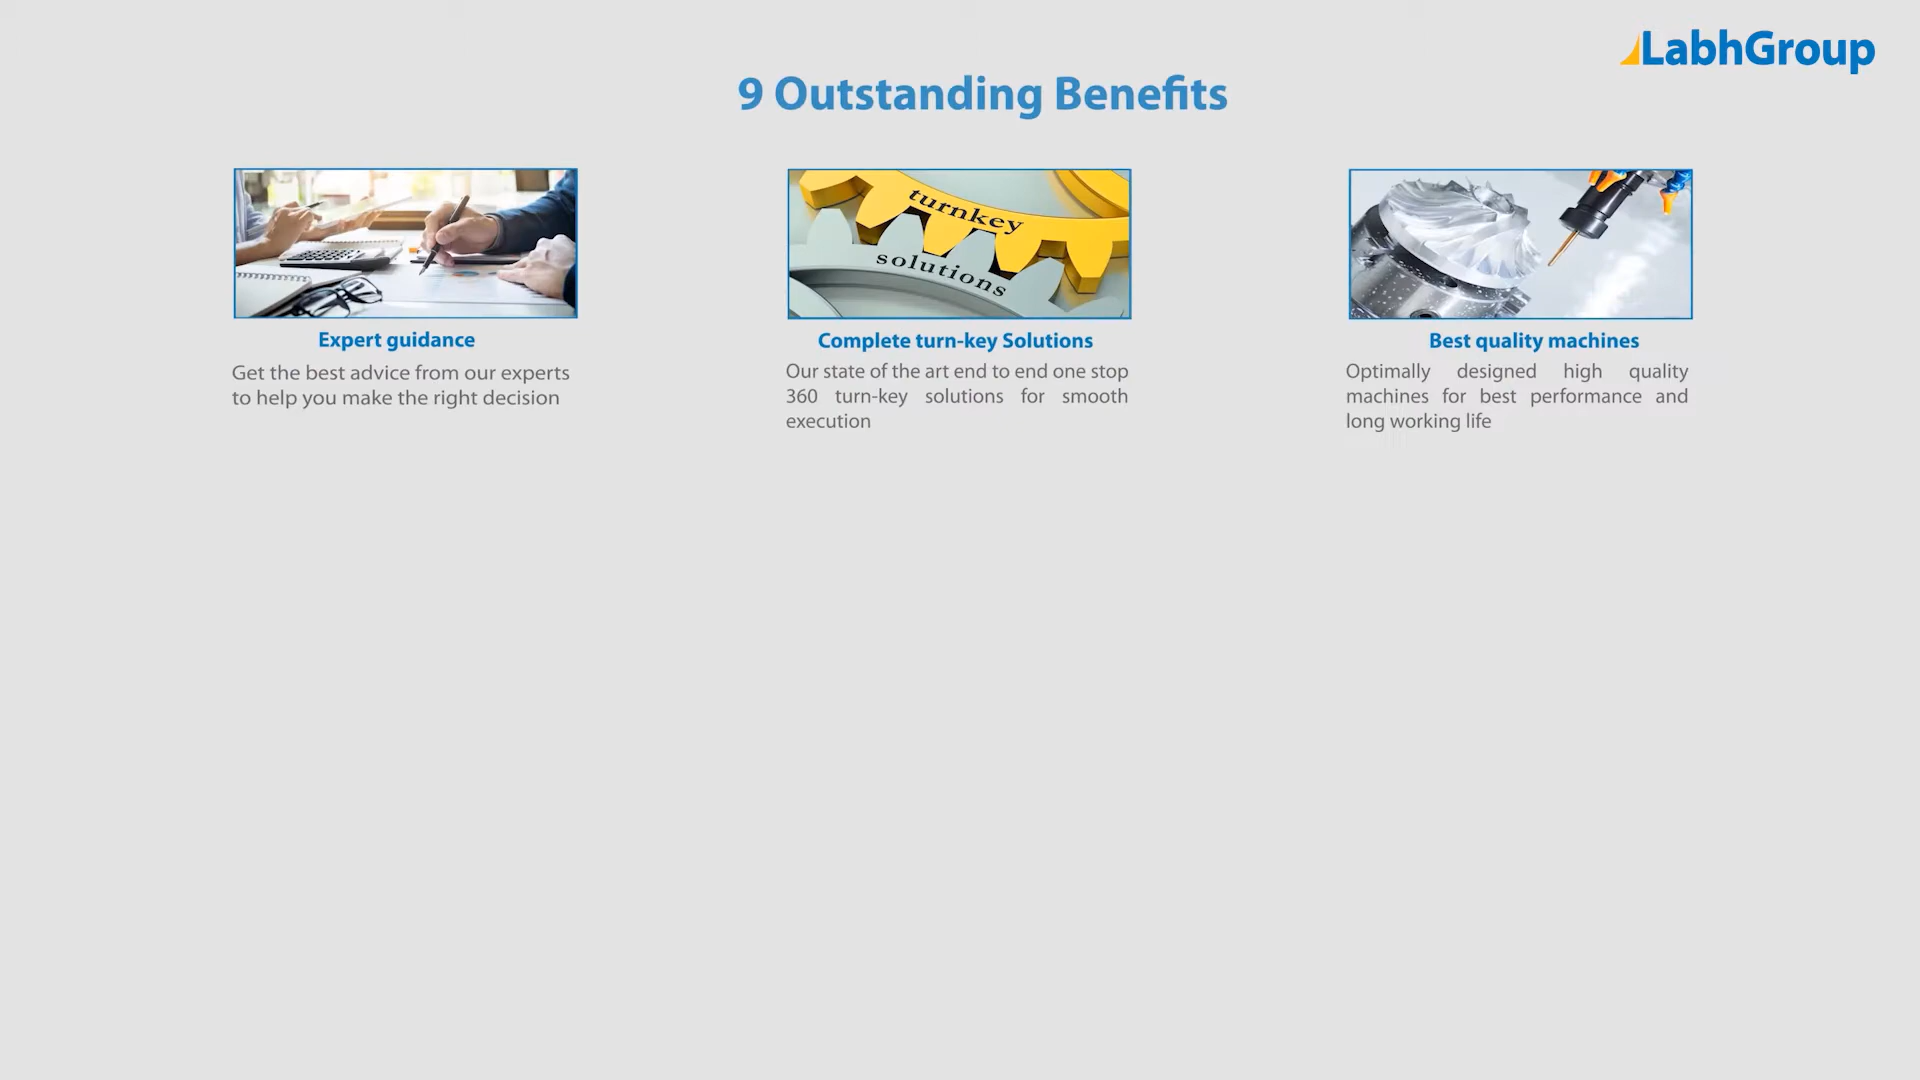 LabhGroup
9 Outstanding Benefits
turnkey
solutions
Expert guidance
Get the best advice from our experts
to help you make the right decision
Complete turn-key Solutions
Our state of the art end to end one stop
360 turn-key solutions for smooth
execution
Best quality machines
Optimally designed high quality
machines for best performance and
long working life